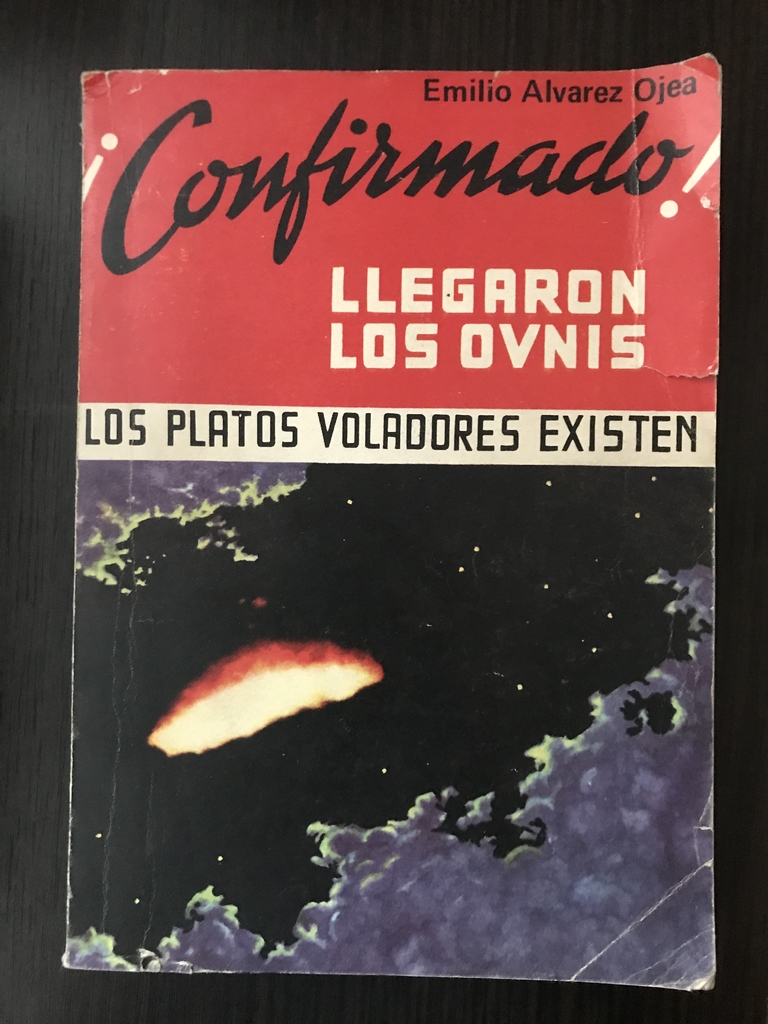 Emilio Alvarez Ojea
¡Confirmado!
LLEGARON
LOS OVNIS
LOS PLATOS VOLADORES EXISTEN